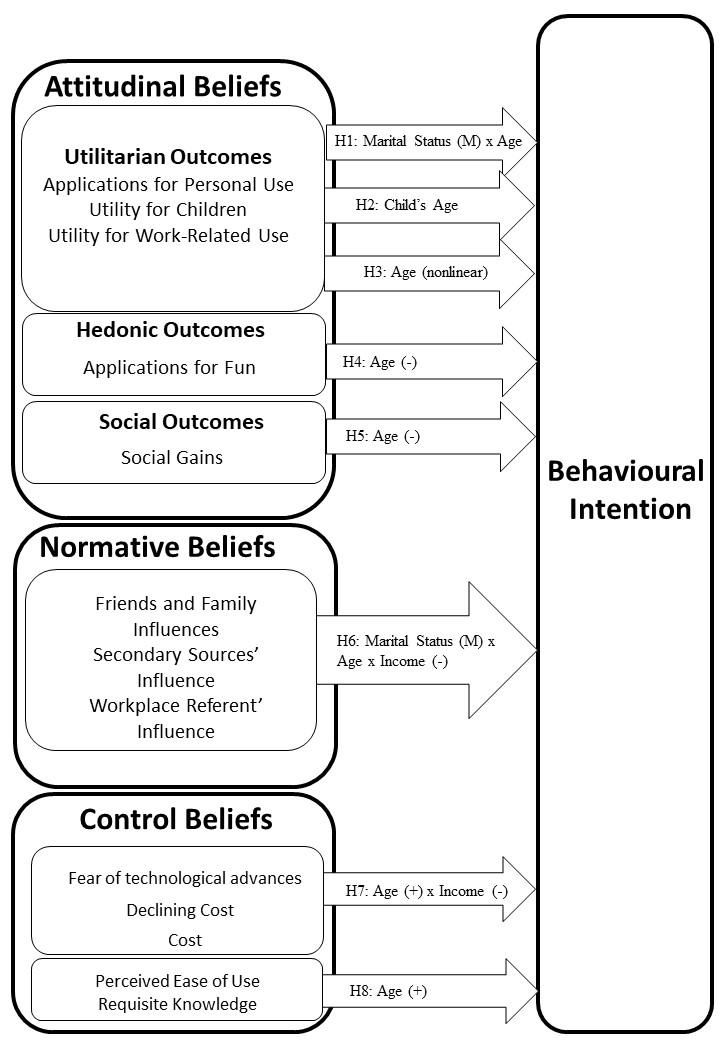 Attitudinal Beliefs
Utilitarian Outcomes
Applications for Personal Use
Utility for Children
Utility for Work-Related Use
H1: Marital Status (M) x Age
H2: Child's Age
H3: Age (nonlinear)
Hedonic Outcomes
Applications for Fun
H4: Age (-)
Social Outcomes
Social Gains
H5: Age (-)
Normative Beliefs
Friends and Family
Influences
Secondary Sources'
Influence
Workplace Referent'
Influence
H6: Marital Status (M) x
Age x Income (-)
Control Beliefs
Fear of technological advances
Declining Cost
Cost
H7: Age (+) x Income (-)
Perceived Ease of Use
Requisite Knowledge
H8: Age (+)
Behavioural
Intention